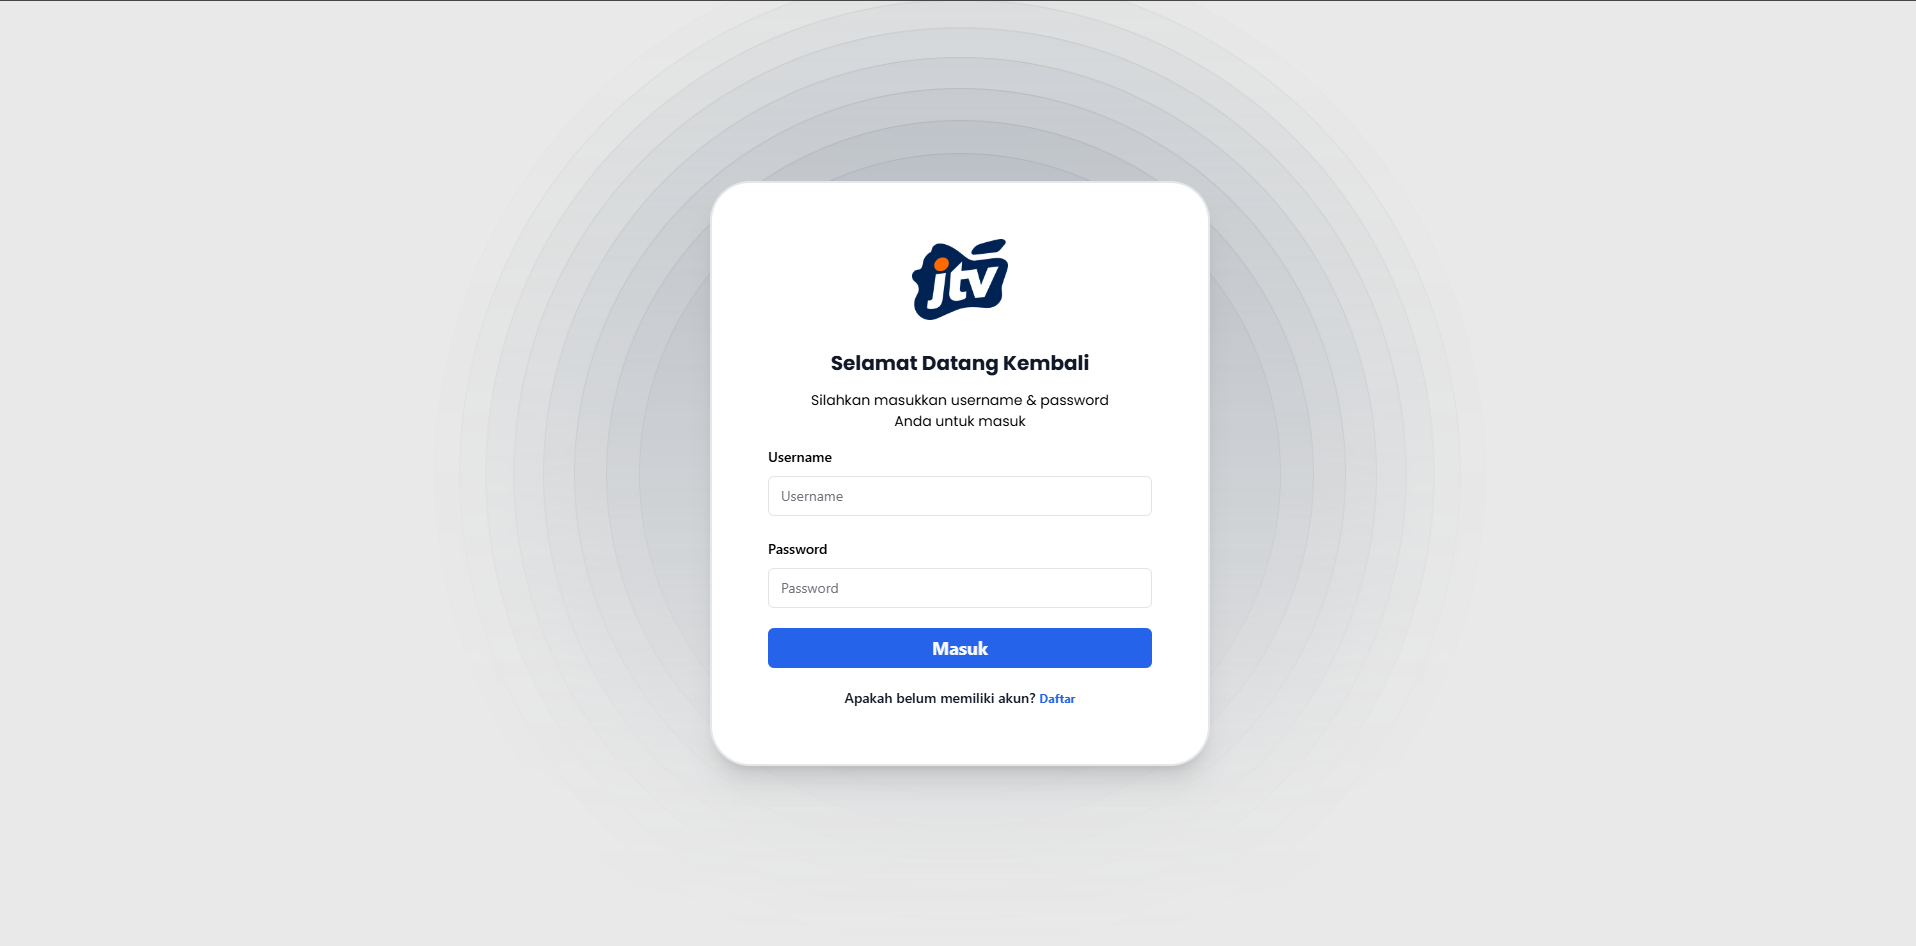 jtv
Selamat Datang Kembali
Silahkan masukkan username & password
Anda untuk masuk
Username
Username
Password
Password
Masuk
Apakah belum memiliki akun? Daftar